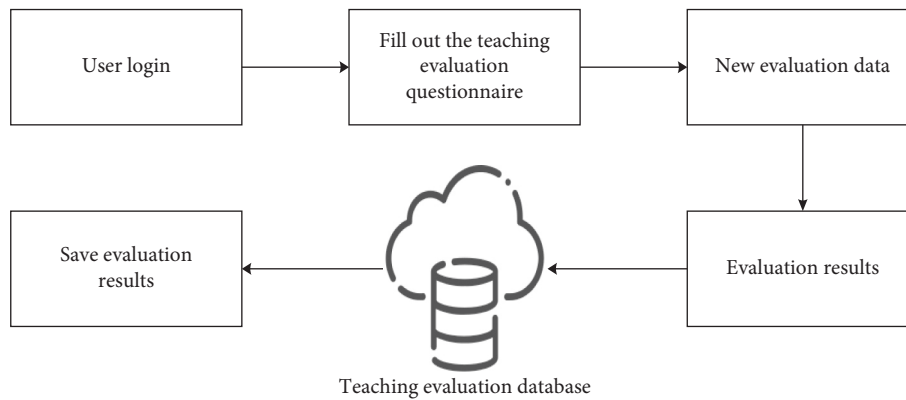 User login
Fill out the teaching
evaluation
questionnaire
New evaluation data
Save evaluation
results
Evaluation results
Teaching evaluation database